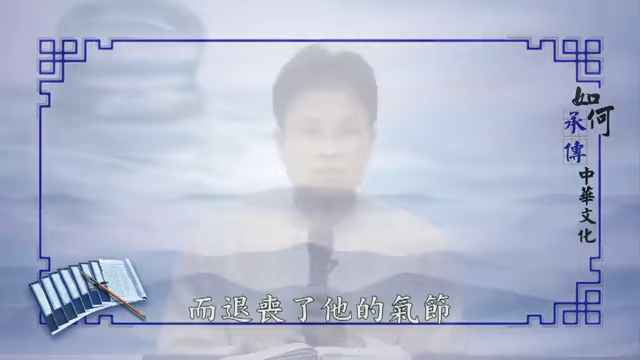 如何
承傳
中華文化
而退喪了他的氣節